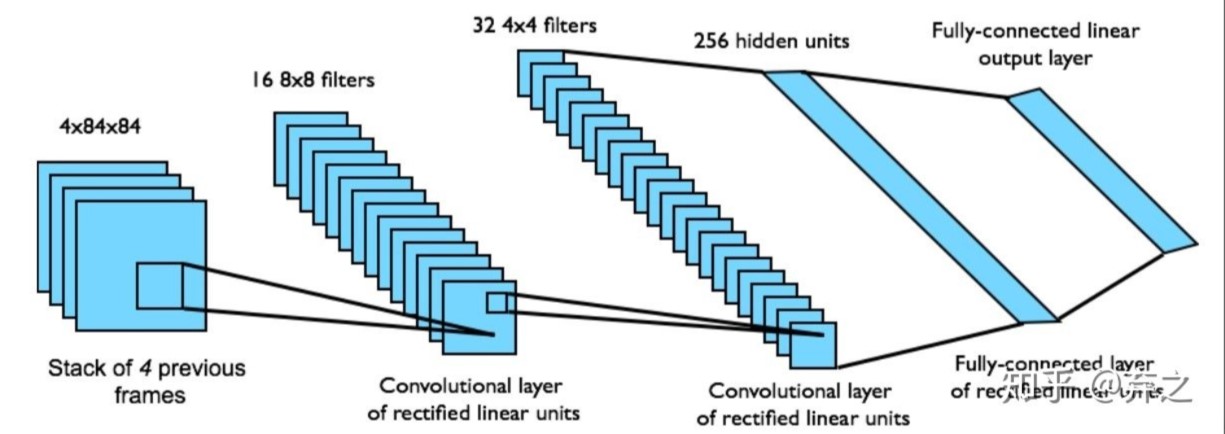 4x84x84
Stack of 4 previous
frames
16 8x8 filters
Convolutional layer
of rectified linear units
32 4x4 filters
Convolutional layer
of rectified linear units
256 hidden units
Fully-connected layer
of rectified linear units
Fully-connected linear
output layer
知乎 @弈之